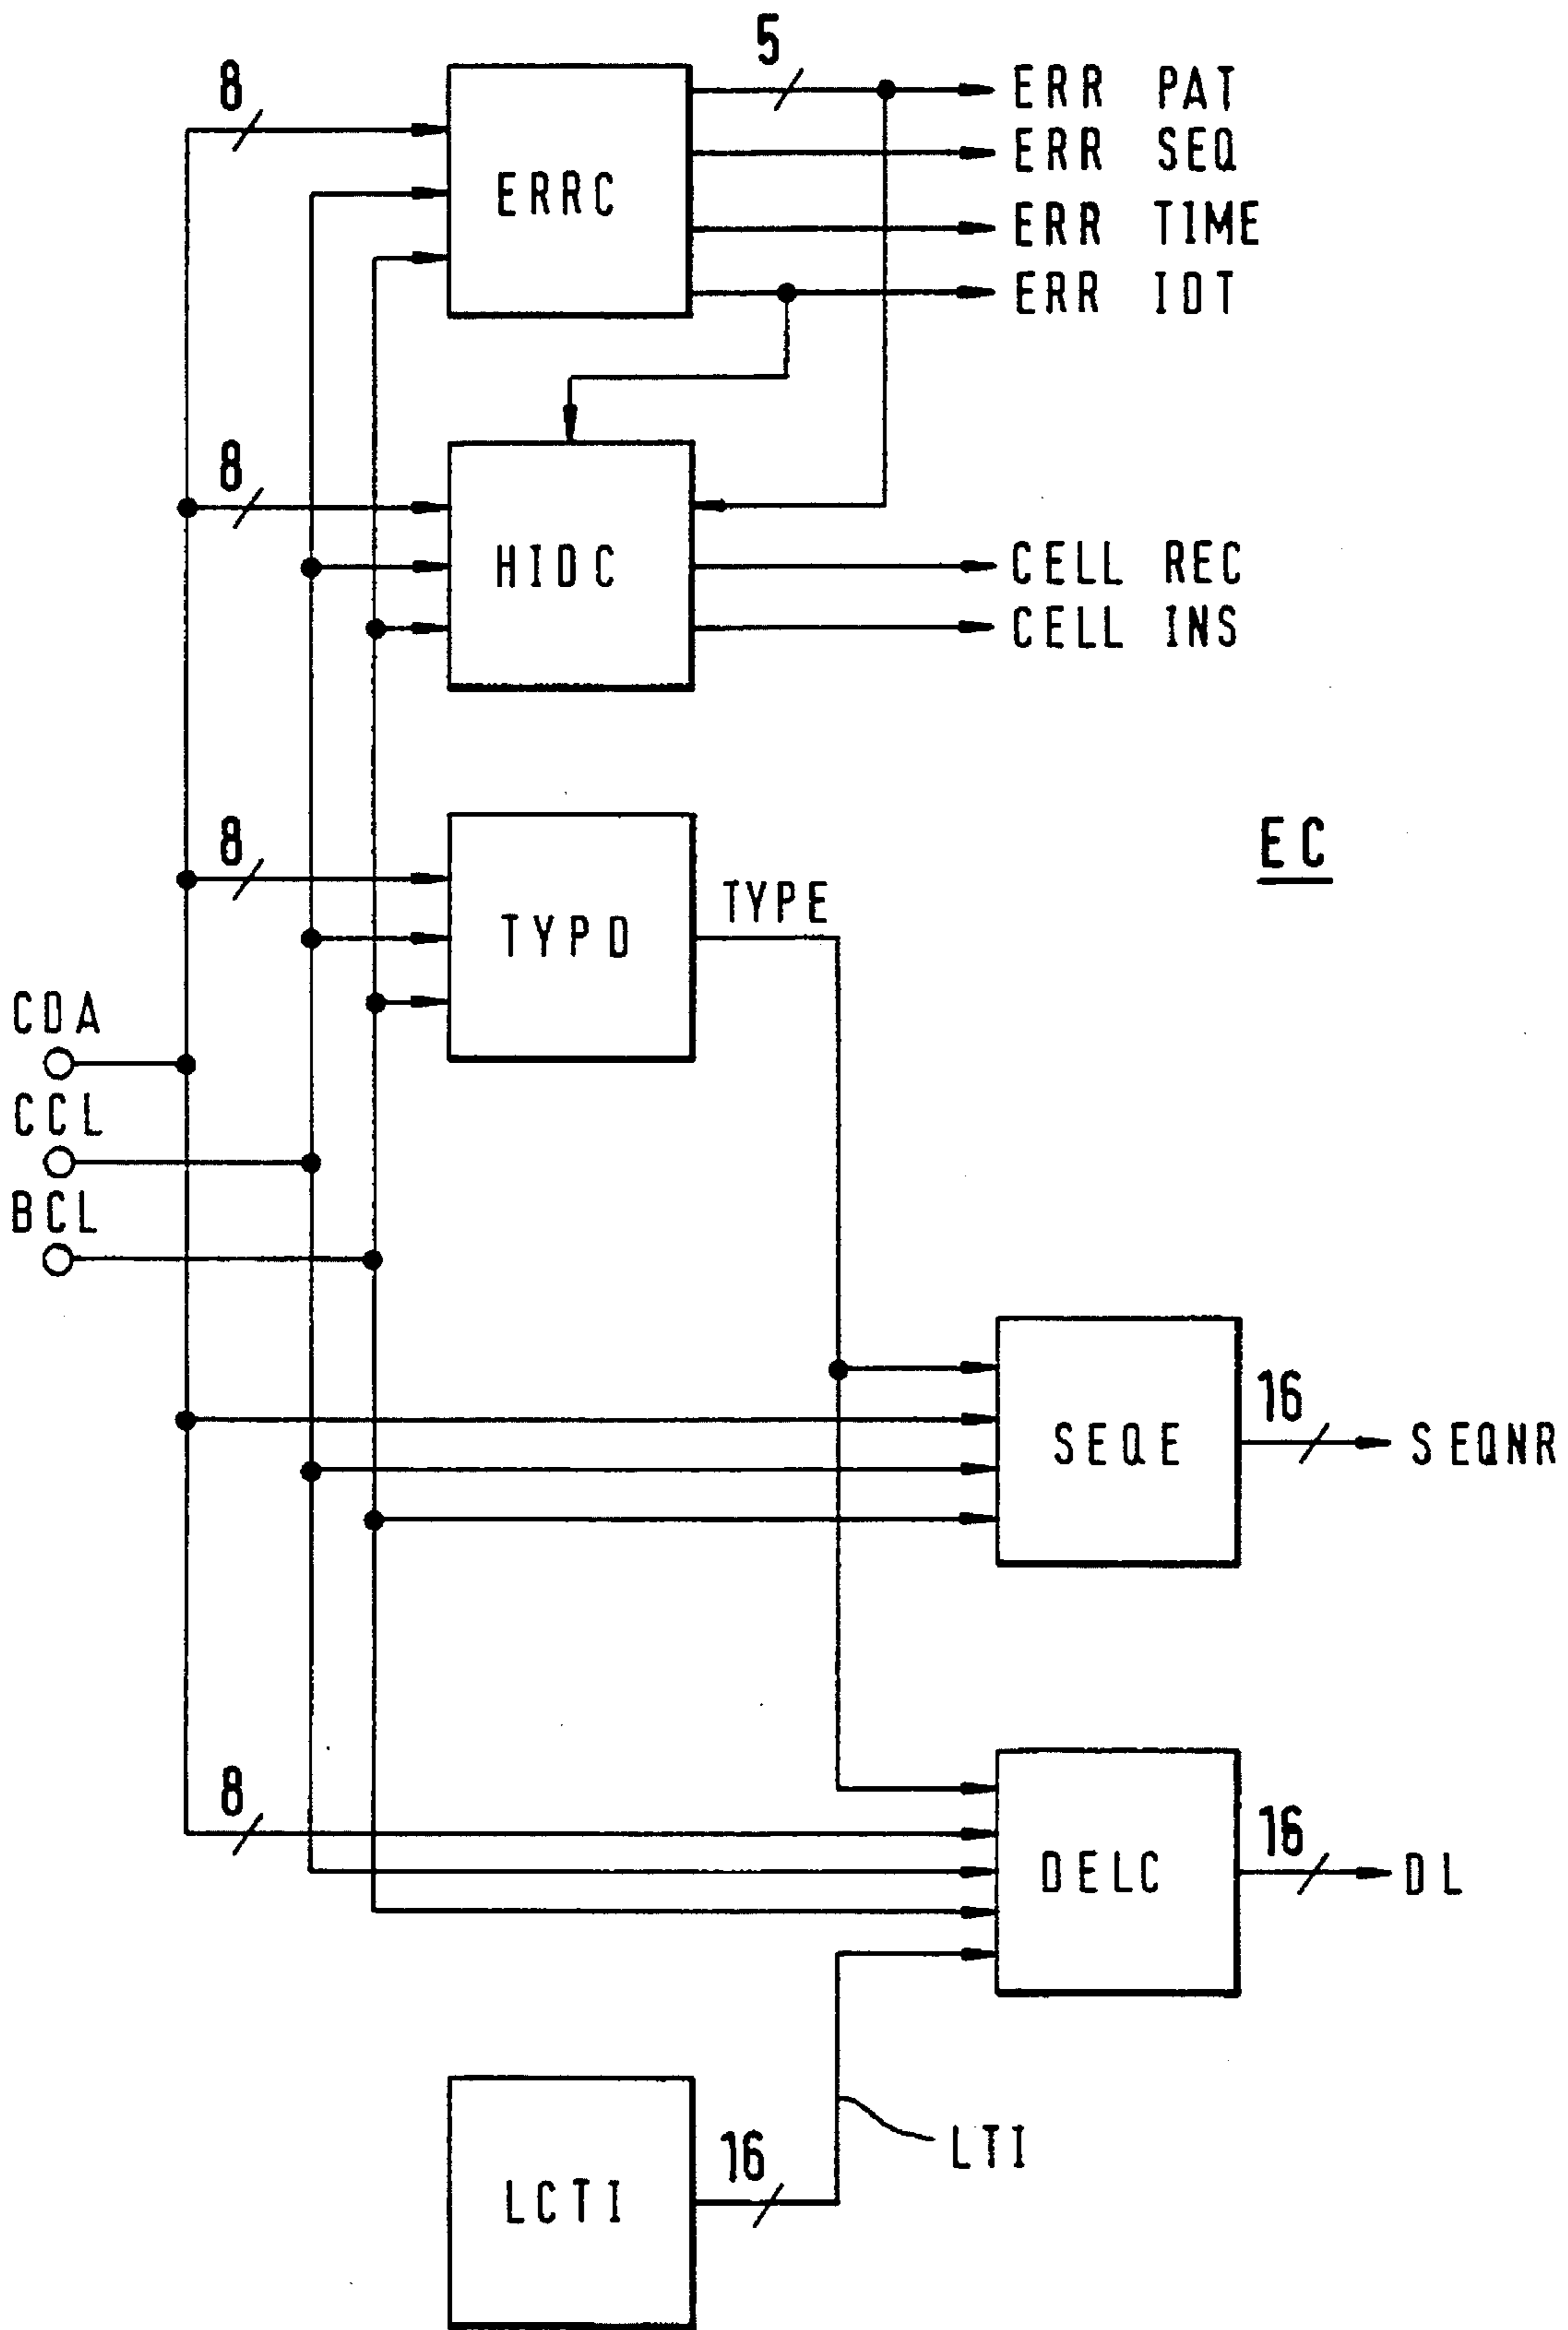 5
8
ERR PAT
ERR SEQ
ERRC
ERR TIME
ERR IDT
8
HIDC
CELL REC
CELL INS
8
EC
TYPE
TYPD
CDA
CCL
BCL
16
SEQE
SEQNR
8
16
DELC
DL
LTI
16
LCTI